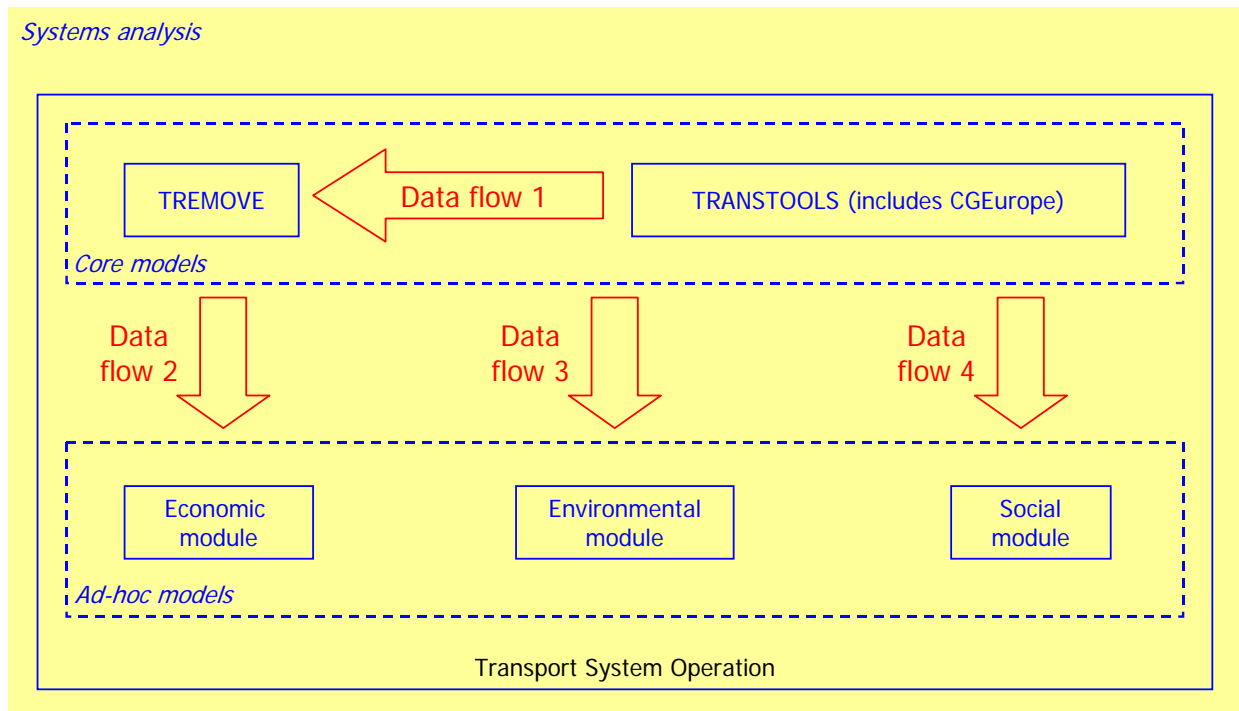 Systems analysis
TREMOVE
Data flow 1
TRANSTOOLS (includes CGEurope)
Core models
Data
flow 2
Data
flow 3
Data
flow 4
Economic
module
Environmental
module
Social
module
Ad-hoc models
Transport System Operation